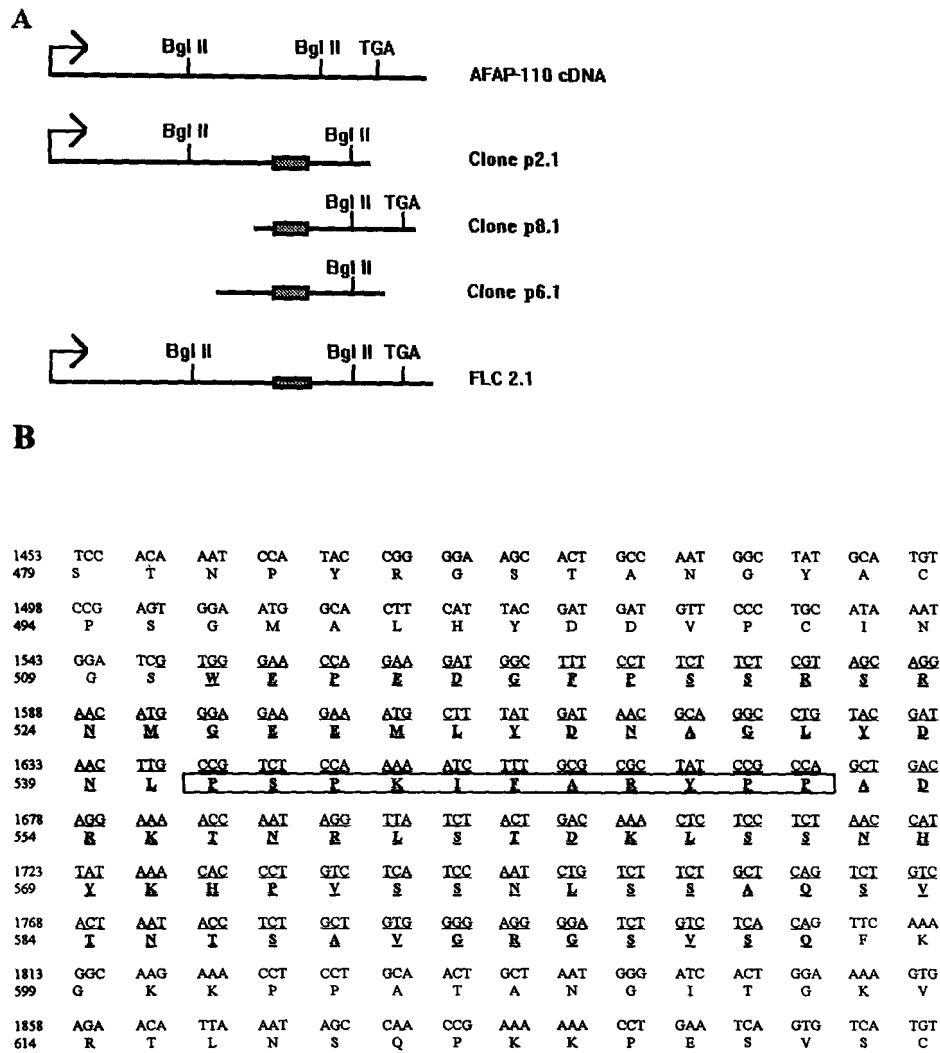 A
Bgl II Bgl II TGA
AFAP-110 cDNA
Bgl II Bgl II
Clone p2.1
Bgl II TGA
Clone p8.1
Bgl II
Clone p6.1
Bgl II Bgl II TGA
FLC 2.1
B
1453 TCC ACA AAT CCA TAC CGG GGA AGC ACT GCC AAT GGC TAT GCA TGT
479 S T N P Y R G S T A N G Y A C
1498 CCG AGT GGA ATG GCA CTT CAT TAC GAT GAT GTT CCC TGC ATA AAT
494 P S G M A L H Y D D V P C I N
1543 GGA TCG TGG GAA CCA GAA GAT GGC TTT CCT TCT TCT CGT AGC AGG
509 G S W E P E D G F P S S R S R
1588 AAC ATG GGA GAA GAA ATG CTT TAT GAT AAC GCA GGC CTG TAC GAT
524 N M G E E M L Y D N A G L Y D
1633 AAC TTG CCG TCT CCA AAA ATC TTT GCG CGC TAT CCG CCA GCT GAC
539 N L P S P K I F A R Y P P A D
1678 AGG AAA ACC AAT AGG TTA TCT ACT GAC AAA CTC TCC TCT AAC CAT
554 R K T N R L S T D K L S S N H
1723 TAT AAA CAC CCT GTC TCA TCC AAT CTG TCT TCT GCT CAG TCT GTC
569 Y K H P V S S N L S S A Q S V
1768 ACT AAT ACC TCT GCT GTG GGG AGG GGA TCT GTC TCA CAG TTC AAA
584 T N T S A V G R G S V S Q F K
1813 GGC AAG AAA CCT CCT GCA ACT GCT AAT GGG ATC ACT GGA AAA GTG
599 G K K P P A T A N G I T G K V
1858 AGA ACA TTA AAT AGC CAA CCG AAA AAA CCT GAA TCA GTG TCA TGT
614 R T L N S Q P K K P E S V S C